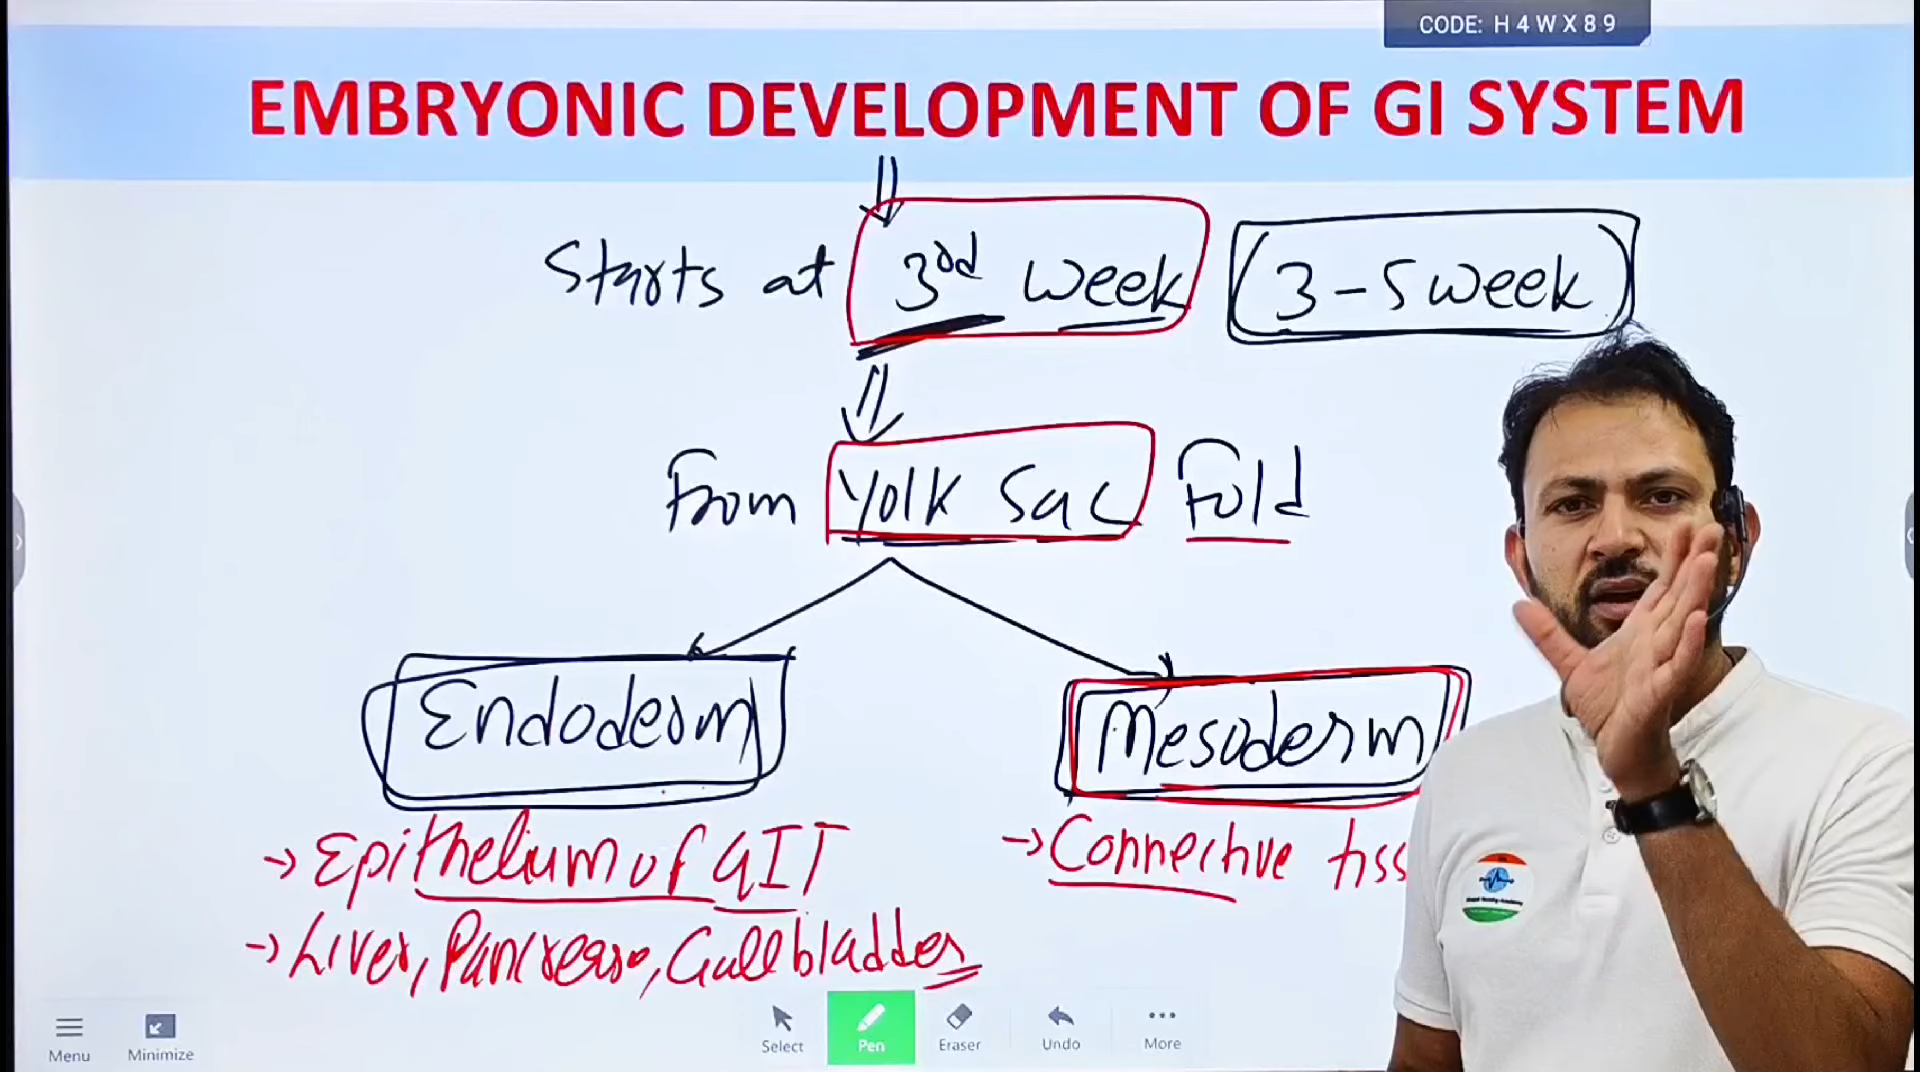 CODE: H4WX89
EMBRYONIC DEVELOPMENT OF GI SYSTEM
Starts at 3rd week (3-5 week)
From Yolk Sac Fold
Endoderm Mesoderm
→ Epithelium of GIT → Connective tiss
→ Liver, Pancreas, Gallbladder
Menu Minimize Select Pen Eraser Undo More